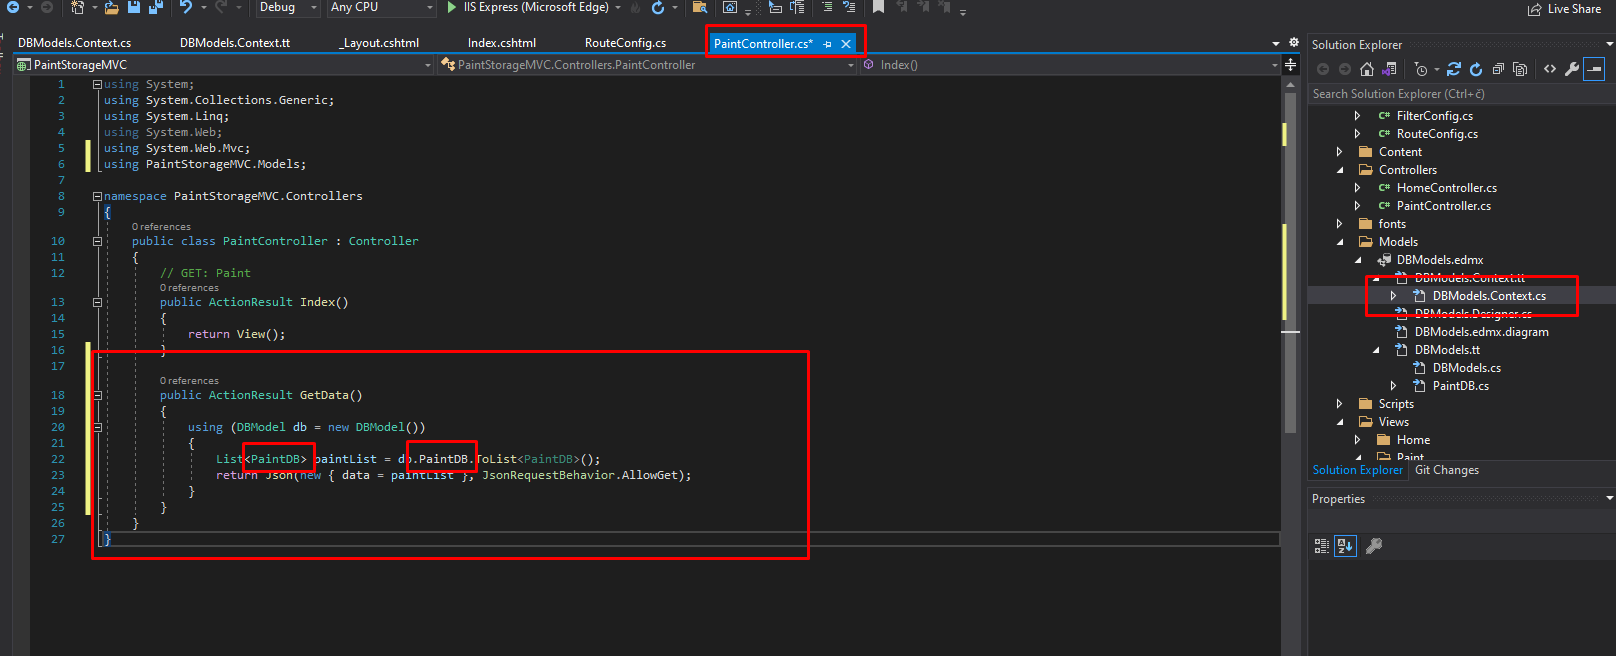 Debug
Any CPU
IIS Express (Microsoft Edge)
Live Share
DBModels.Context.cs
DBModels.Context.tt
_Layout.cshtml
Index.cshtml
RouteConfig.cs
PaintController.cs*
PaintStorageMVC
PaintStorageMVC.Controllers.PaintController
Index()
1 using System;
2 using System.Collections.Generic;
3 using System.Linq;
4 using System.Web;
5 using System.Web.Mvc;
6 using PaintStorageMVC.Models;
7
8 namespace PaintStorageMVC.Controllers
9 {
0 references
10 public class PaintController : Controller
11 {
12 // GET: Paint
0 references
13 public ActionResult Index()
14 {
15 return View();
16 }
17
0 references
18 public ActionResult GetData()
19 {
20 using (DBModel db = new DBModel())
21 {
22 List<PaintDB> paintList = db.PaintDB.ToList<PaintDB>();
23 return Json(new { data = paintList }, JsonRequestBehavior.AllowGet);
24 }
25 }
26 }
27 }
Solution Explorer
Search Solution Explorer (Ctrl+č)
C# FilterConfig.cs
C# RouteConfig.cs
Content
Controllers
C# HomeController.cs
C# PaintController.cs
fonts
Models
DBModels.edmx
DBModels.Context.tt
DBModels.Context.cs
DBModels.Designer.cs
DBModels.edmx.diagram
DBModels.tt
DBModels.cs
PaintDB.cs
Scripts
Views
Home
Paint
Solution Explorer
Git Changes
Properties